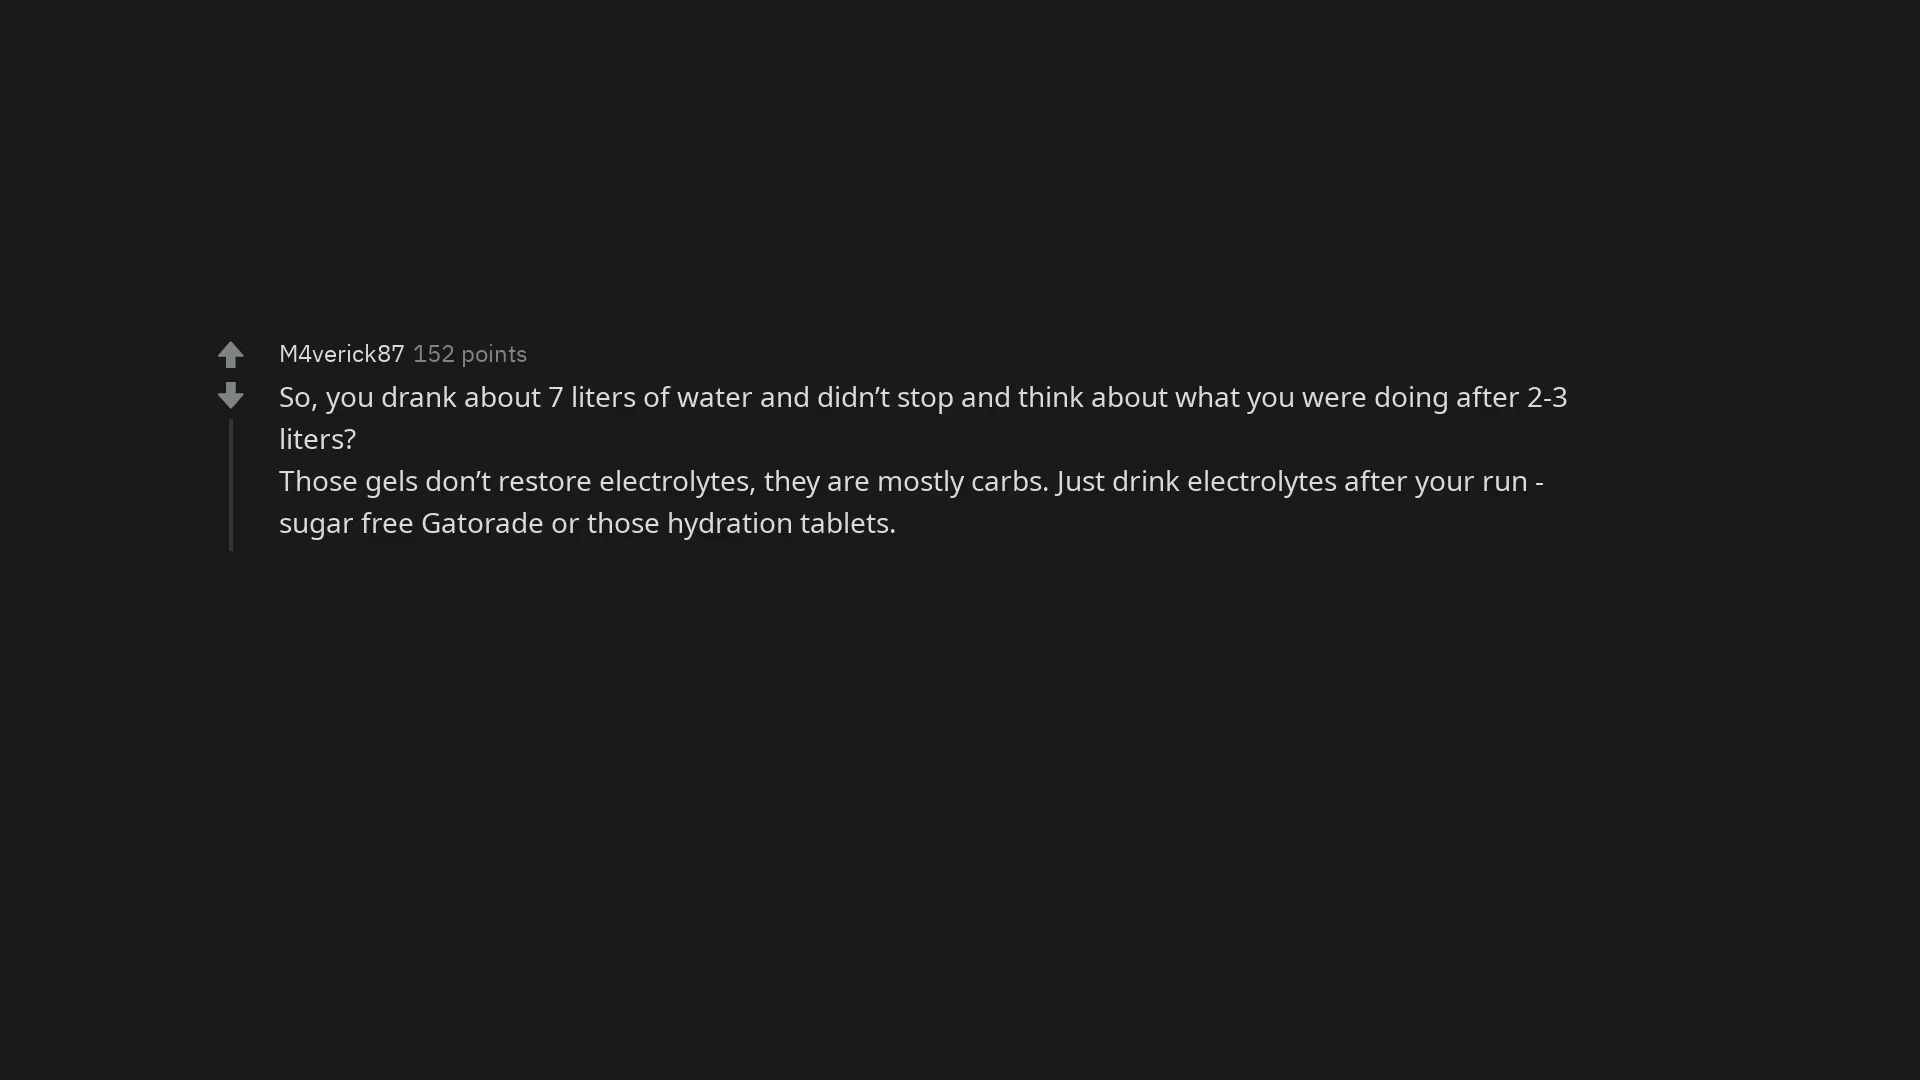 M4verick87 152 points
So, you drank about 7 liters of water and didn’t stop and think about what you were doing after 2-3
liters?
Those gels don’t restore electrolytes, they are mostly carbs. Just drink electrolytes after your run -
sugar free Gatorade or those hydration tablets.